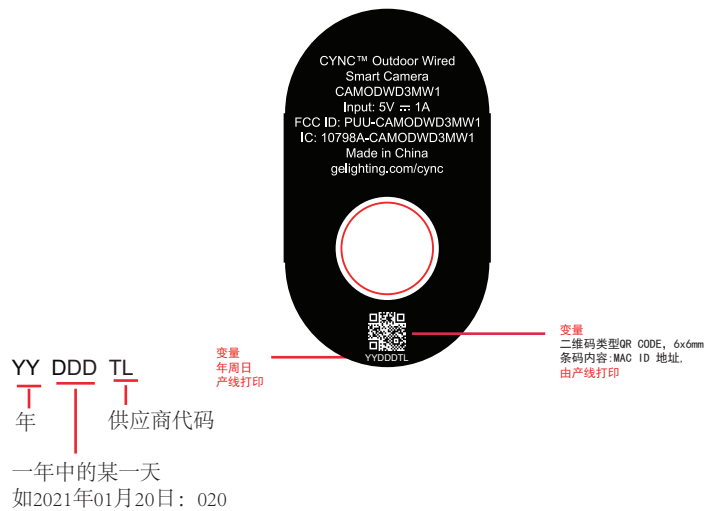 CYNC™ Outdoor Wired
Smart Camera
CAMODWD3MW1
Input: 5V ⎓ 1A
FCC ID: PUU-CAMODWD3MW1
IC: 10798A-CAMODWD3MW1
Made in China
gelighting.com/cync
YYDDDTL
变量
年周日
产线打印
变量
二维码类型QR CODE, 6x6mm
条码内容:MAC ID 地址.
由产线打印
YY DDD TL
年
供应商代码
一年中的某一天
如2021年01月20日: 020